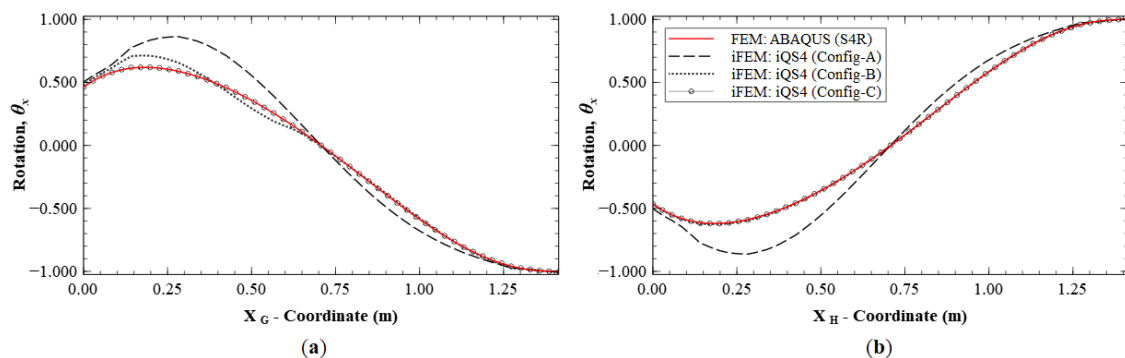 1.000
0.500
0.000
−0.500
−1.000
Rotation, θx
0.00 0.25 0.50 0.75 1.00 1.25
X G - Coordinate (m)
(a)
1.000
0.500
0.000
−0.500
−1.000
Rotation, θx
FEM: ABAQUS (S4R)
iFEM: iQS4 (Config-A)
iFEM: iQS4 (Config-B)
iFEM: iQS4 (Config-C)
0.00 0.25 0.50 0.75 1.00 1.25
X H - Coordinate (m)
(b)